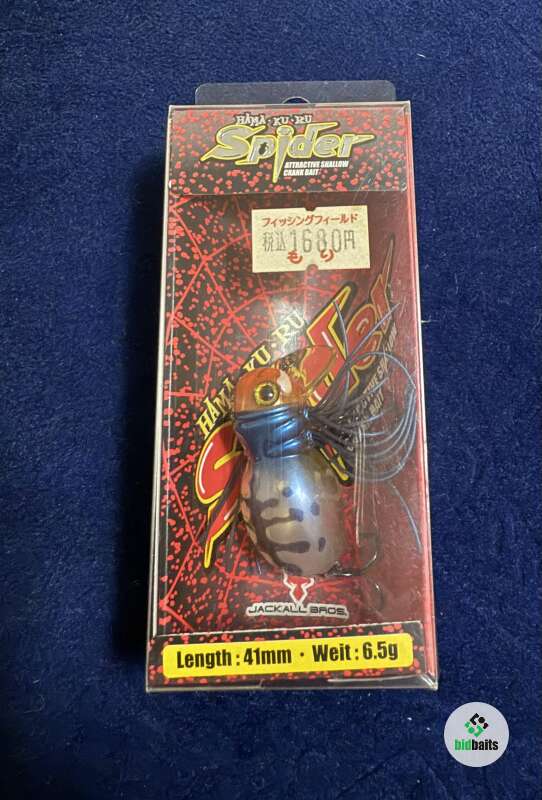 HAMA・KU・RU
Spider
ATTRACTIVE SHALLOW
CRANK BAIT
フィッシングフィールド
税込1680円
もり
HAMA・KU・RU
JACKALL BROS.
Length : 41mm・Weit : 6.5g
bidbaits